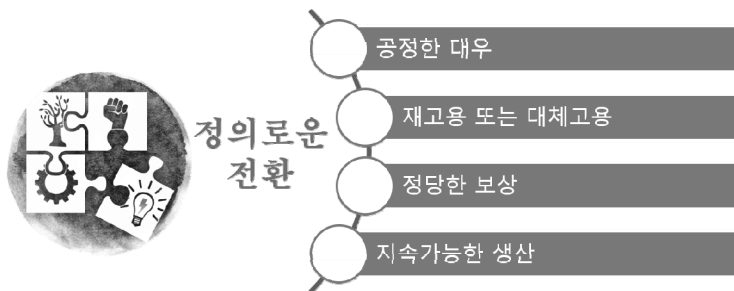 정의로운
전환
공정한 대우
재고용 또는 대체고용
정당한 보상
지속가능한 생산